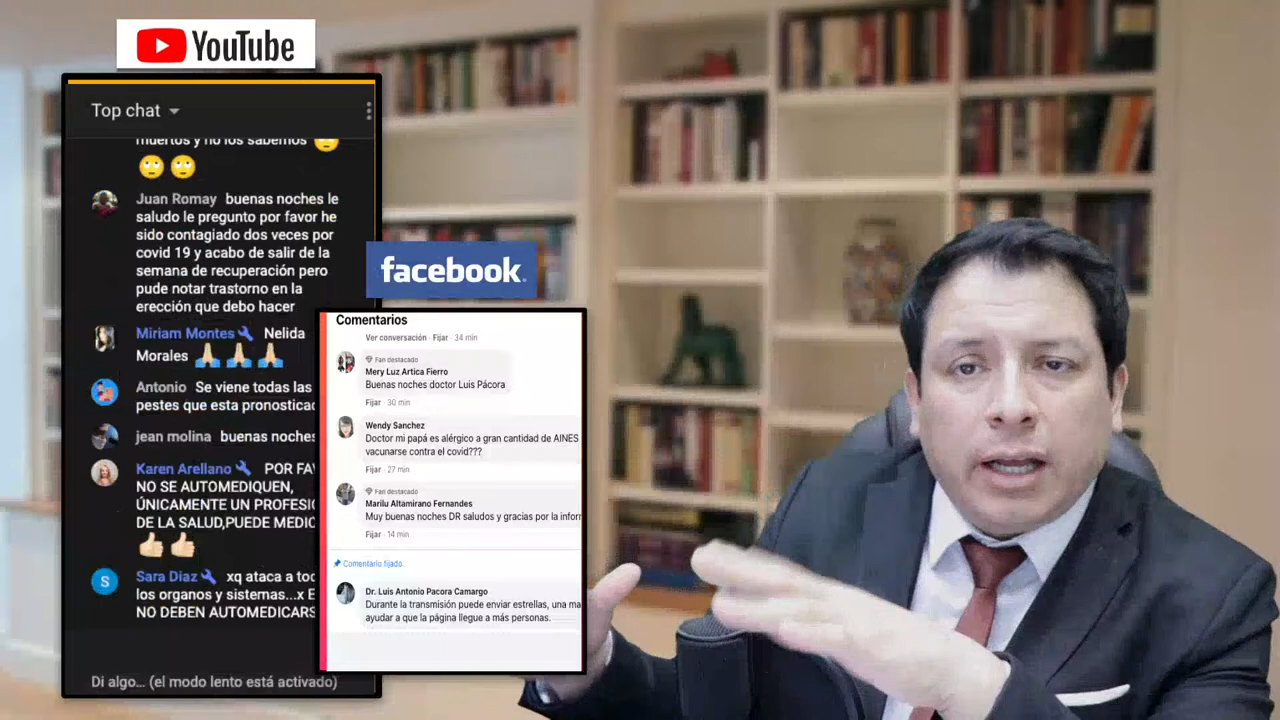 YouTube
Top chat
muertos y no los sabemos
Juan Romay buenas noches le
saludo le pregunto por favor he
sido contagiado dos veces por
covid 19 y acabo de salir de la
semana de recuperación pero
pude notar trastorno en la
erección que debo hacer
Miriam Montes Nelida
Morales
Antonio Se viene todas las
pestes que esta pronostica
jean molina buenas noches
Karen Arellano POR FA
NO SE AUTOMEDIQUEN,
ÚNICAMENTE UN PROFESI
DE LA SALUD,PUEDE MEDIC
S
Sara Diaz xq ataca a to
los organos y sistemas...x E
NO DEBEN AUTOMEDICARS
Di algo... (el modo lento está activado)
facebook
Comentarios
Ver conversación · Fijar · 34 min
Fan destacado
Mery Luz Artica Fierro
Buenas noches doctor Luis Pácora
Fijar · 30 min
Wendy Sanchez
Doctor mi papá es alérgico a gran cantidad de AINES
vacunarse contra el covid???
Fijar · 27 min
Fan destacado
Marilu Altamirano Fernandes
Muy buenas noches DR saludos y gracias por la infor
Fijar · 14 min
Comentario fijado
Dr. Luis Antonio Pacora Camargo
Durante la transmisión puede enviar estrellas, una ma
ayudar a que la página llegue a más personas.